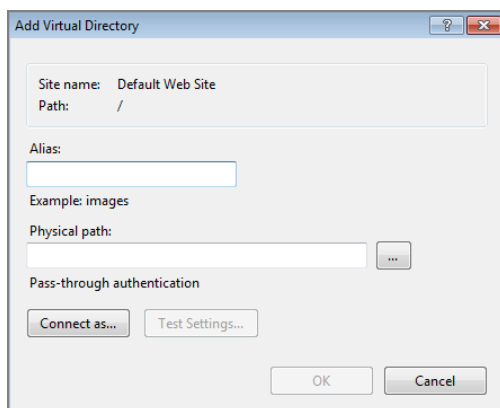 Add Virtual Directory
?
Site name: Default Web Site
Path: /
Alias:
Example: images
Physical path:
...
Pass-through authentication
Connect as... Test Settings...
OK Cancel